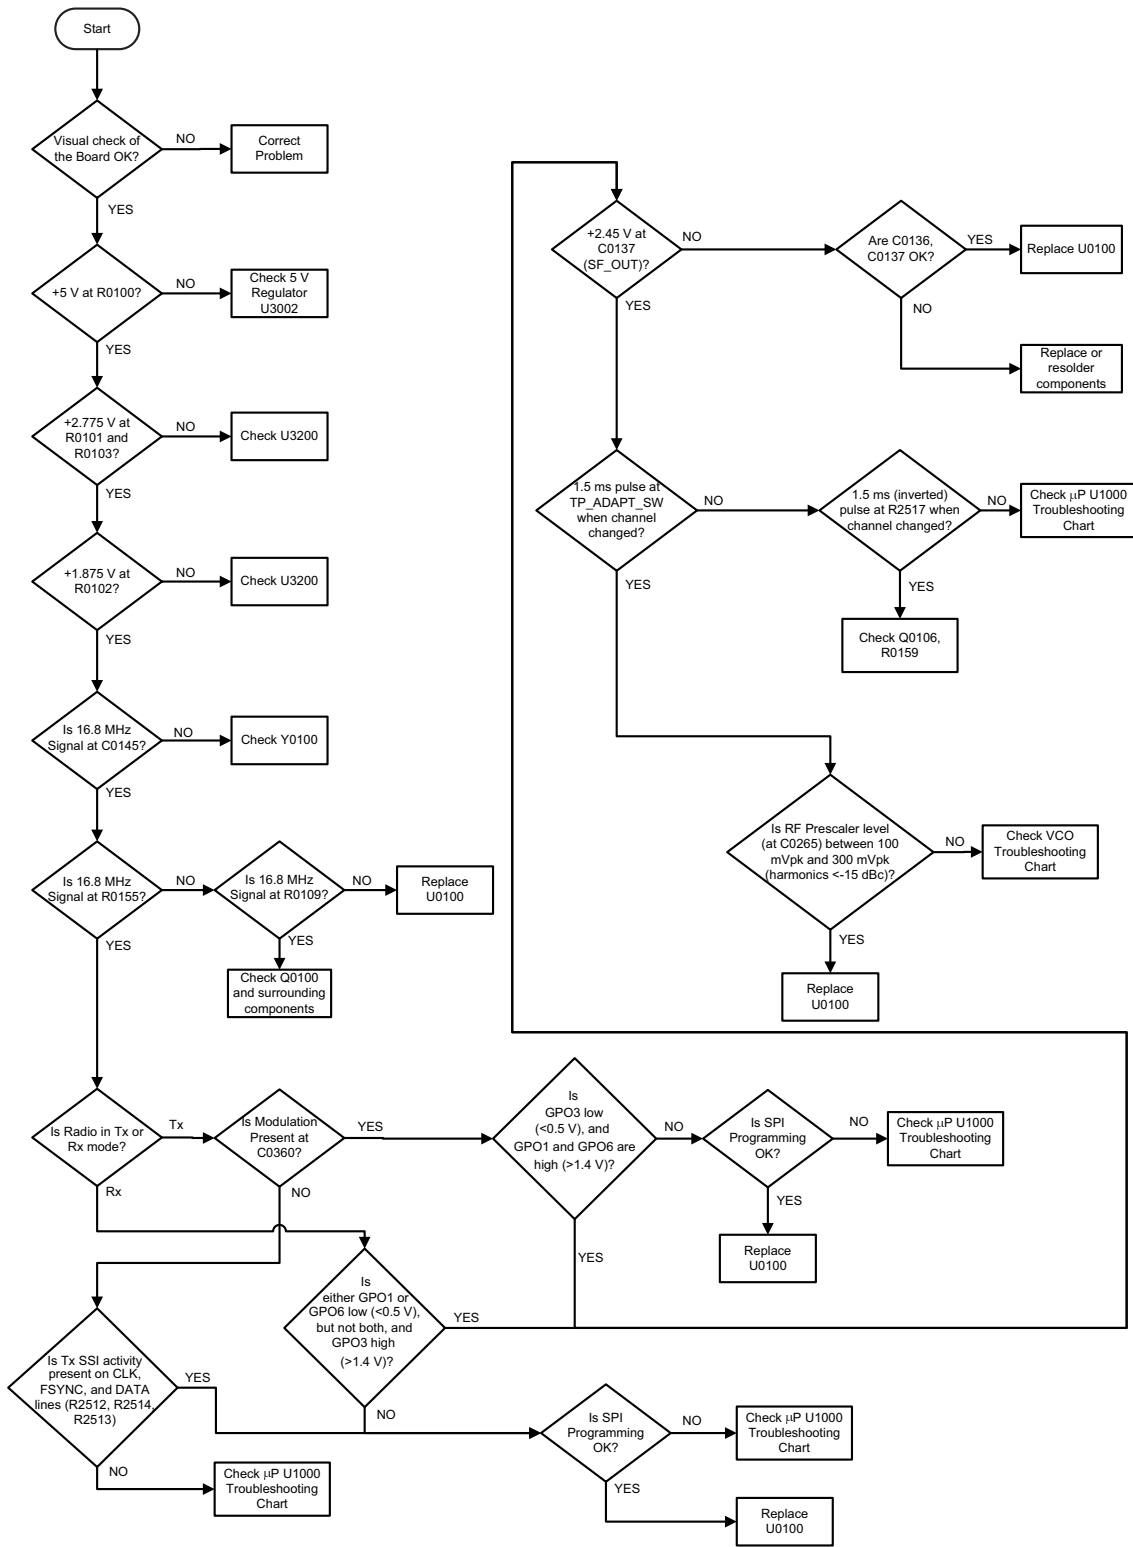 Start
Visual check of
the Board OK?
NO
Correct
Problem
YES
+5 V at R0100?
NO
Check 5 V
Regulator
U3002
YES
+2.775 V at
R0101 and
R0103?
NO
Check U3200
YES
+1.875 V at
R0102?
NO
Check U3200
YES
Is 16.8 MHz
Signal at C0145?
NO
Check Y0100
YES
Is 16.8 MHz
Signal at R0155?
NO
Is 16.8 MHz
Signal at R0109?
NO
Replace
U0100
YES
Check Q0100
and surrounding
components
YES
Is Radio in Tx or
Rx mode?
Tx
Is Modulation
Present at
C0360?
YES
Is
GPO3 low
(<0.5 V), and
GPO1 and GPO6 are
high (>1.4 V)?
NO
Is SPI
Programming
OK?
NO
Check µP U1000
Troubleshooting
Chart
YES
Replace
U0100
YES
Rx
NO
Is
either GPO1 or
GPO6 low (<0.5 V),
but not both, and
GPO3 high
(>1.4 V)?
YES
NO
Is Tx SSI activity
present on CLK,
FSYNC, and DATA
lines (R2512, R2514,
R2513)
YES
NO
Check µP U1000
Troubleshooting
Chart
Is SPI
Programming
OK?
NO
Check µP U1000
Troubleshooting
Chart
YES
Replace
U0100
+2.45 V at
C0137
(SF_OUT)?
NO
Are C0136,
C0137 OK?
YES
Replace U0100
NO
Replace or
resolder
components
YES
1.5 ms pulse at
TP_ADAPT_SW
when channel
changed?
NO
1.5 ms (inverted)
pulse at R2517 when
channel changed?
NO
Check µP U1000
Troubleshooting
Chart
YES
Check Q0106,
R0159
YES
Is RF Prescaler level
(at C0265) between 100
mVpk and 300 mVpk
(harmonics <-15 dBc)?
NO
Check VCO
Troubleshooting
Chart
YES
Replace
U0100